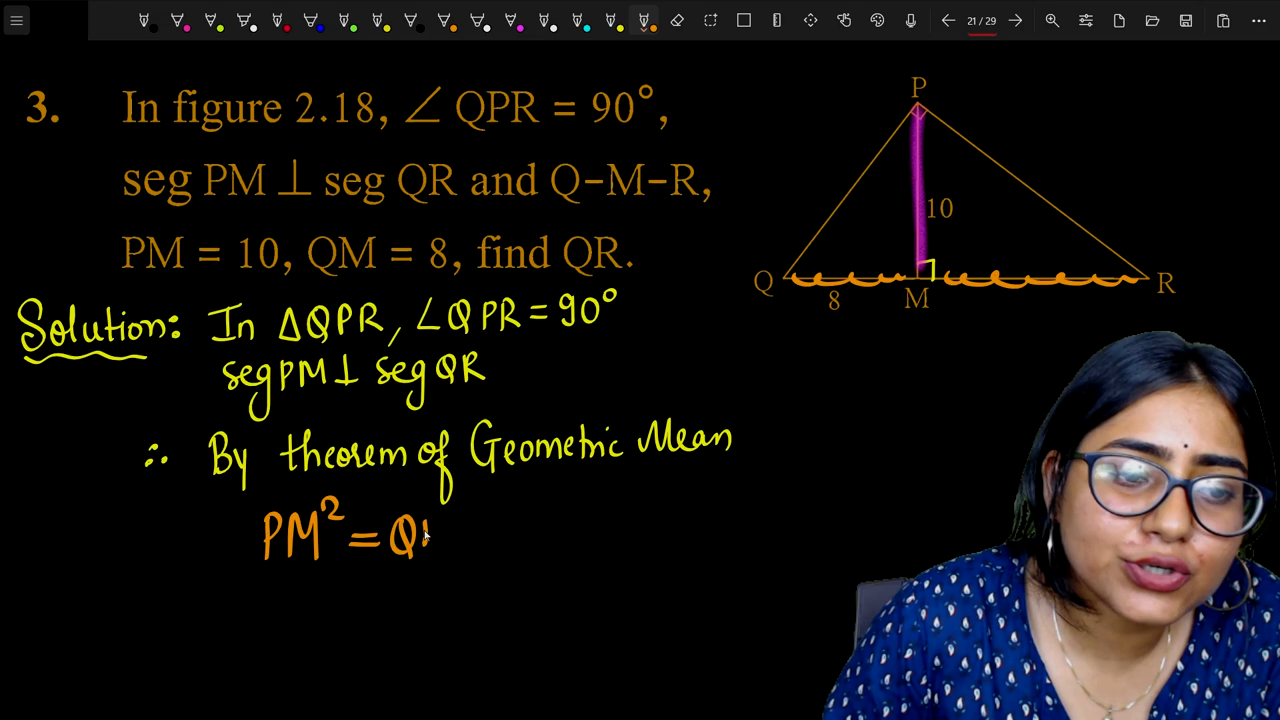 21 / 29
3. In figure 2.18, ∠ QPR = 90°,
seg PM ⊥ seg QR and Q-M-R,
PM = 10, QM = 8, find QR.
P
10
Q
8
M
R
Solution: In △QPR, ∠QPR = 90°
seg PM ⊥ seg QR
∴ By theorem of Geometric Mean
PM² = Q